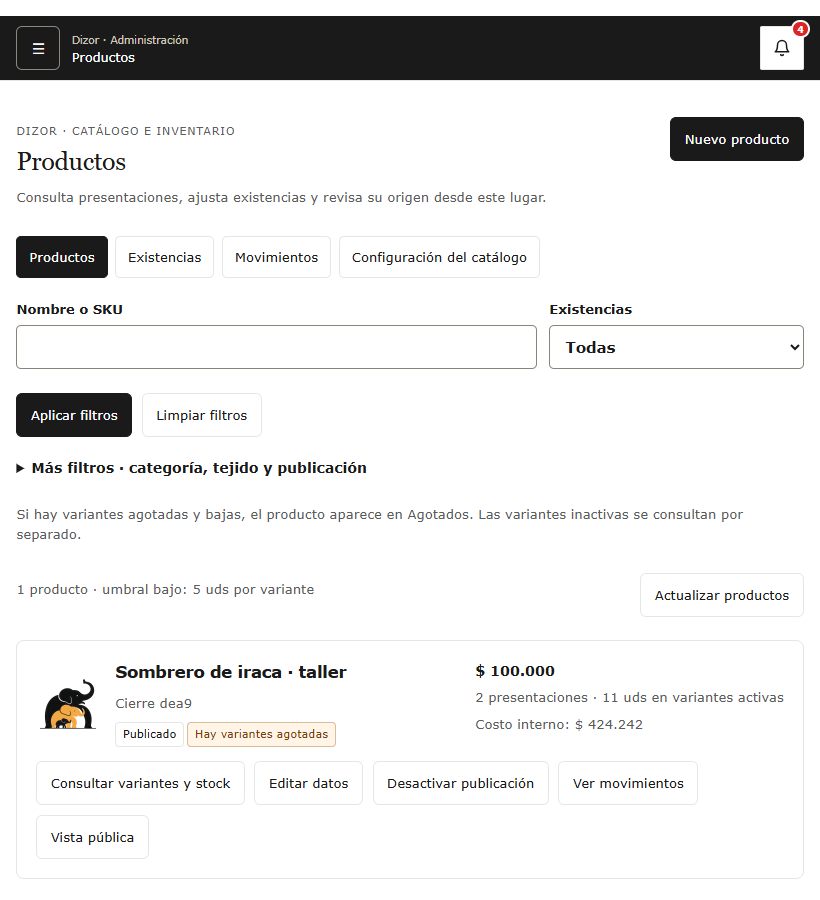 Dizor · Administración
Productos
4
DIZOR · CATÁLOGO E INVENTARIO
Productos
Nuevo producto
Consulta presentaciones, ajusta existencias y revisa su origen desde este lugar.
Productos
Existencias
Movimientos
Configuración del catálogo
Nombre o SKU
Existencias
Todas
Aplicar filtros
Limpiar filtros
Más filtros · categoría, tejido y publicación
Si hay variantes agotadas y bajas, el producto aparece en Agotados. Las variantes inactivas se consultan por
separado.
1 producto · umbral bajo: 5 uds por variante
Actualizar productos
Sombrero de iraca · taller
Cierre dea9
Publicado
Hay variantes agotadas
$ 100.000
2 presentaciones · 11 uds en variantes activas
Costo interno: $ 424.242
Consultar variantes y stock
Editar datos
Desactivar publicación
Ver movimientos
Vista pública